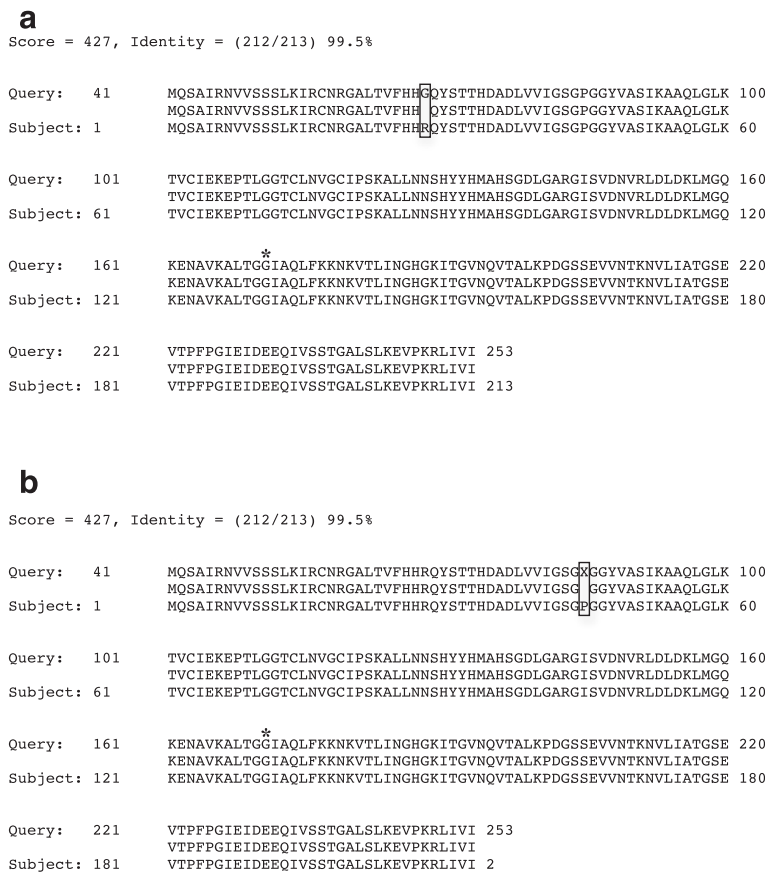 a
Score = 427, Identity = (212/213) 99.5%
Query: 41 MQSAIRNVVSSSLKIRCNRGALTVFHHGQYSTTHDADLVVIGSGPGGYVASIKAAQLGLK 100
MQSAIRNVVSSSLKIRCNRGALTVFHH QYSTTHDADLVVIGSGPGGYVASIKAAQLGLK
Subject: 1 MQSAIRNVVSSSLKIRCNRGALTVFHHRQYSTTHDADLVVIGSGPGGYVASIKAAQLGLK 60
Query: 101 TVCIEKEPTLGGTCLNVGCIPSKALLNNSHYYHMAHSGDLGARGISVDNVRLDLDKLMGQ 160
TVCIEKEPTLGGTCLNVGCIPSKALLNNSHYYHMAHSGDLGARGISVDNVRLDLDKLMGQ
Subject: 61 TVCIEKEPTLGGTCLNVGCIPSKALLNNSHYYHMAHSGDLGARGISVDNVRLDLDKLMGQ 120
*
Query: 161 KENAVKALTGGIAQLFKKNKVTLINGHGKITGVNQVTALKPDGSSEVVNTKNVLIATGSE 220
KENAVKALTGGIAQLFKKNKVTLINGHGKITGVNQVTALKPDGSSEVVNTKNVLIATGSE
Subject: 121 KENAVKALTGGIAQLFKKNKVTLINGHGKITGVNQVTALKPDGSSEVVNTKNVLIATGSE 180
Query: 221 VTPFPGIEIDEEQIVSSTGALSLKEVPKRLIVI 253
VTPFPGIEIDEEQIVSSTGALSLKEVPKRLIVI
Subject: 181 VTPFPGIEIDEEQIVSSTGALSLKEVPKRLIVI 213
b
Score = 427, Identity = (212/213) 99.5%
Query: 41 MQSAIRNVVSSSLKIRCNRGALTVFHHRQYSTTHDADLVVIGSGXGGYVASIKAAQLGLK 100
MQSAIRNVVSSSLKIRCNRGALTVFHHRQYSTTHDADLVVIGSG GGYVASIKAAQLGLK
Subject: 1 MQSAIRNVVSSSLKIRCNRGALTVFHHRQYSTTHDADLVVIGSGPGGYVASIKAAQLGLK 60
Query: 101 TVCIEKEPTLGGTCLNVGCIPSKALLNNSHYYHMAHSGDLGARGISVDNVRLDLDKLMGQ 160
TVCIEKEPTLGGTCLNVGCIPSKALLNNSHYYHMAHSGDLGARGISVDNVRLDLDKLMGQ
Subject: 61 TVCIEKEPTLGGTCLNVGCIPSKALLNNSHYYHMAHSGDLGARGISVDNVRLDLDKLMGQ 120
*
Query: 161 KENAVKALTGGIAQLFKKNKVTLINGHGKITGVNQVTALKPDGSSEVVNTKNVLIATGSE 220
KENAVKALTGGIAQLFKKNKVTLINGHGKITGVNQVTALKPDGSSEVVNTKNVLIATGSE
Subject: 121 KENAVKALTGGIAQLFKKNKVTLINGHGKITGVNQVTALKPDGSSEVVNTKNVLIATGSE 180
Query: 221 VTPFPGIEIDEEQIVSSTGALSLKEVPKRLIVI 253
VTPFPGIEIDEEQIVSSTGALSLKEVPKRLIVI
Subject: 181 VTPFPGIEIDEEQIVSSTGALSLKEVPKRLIVI 2